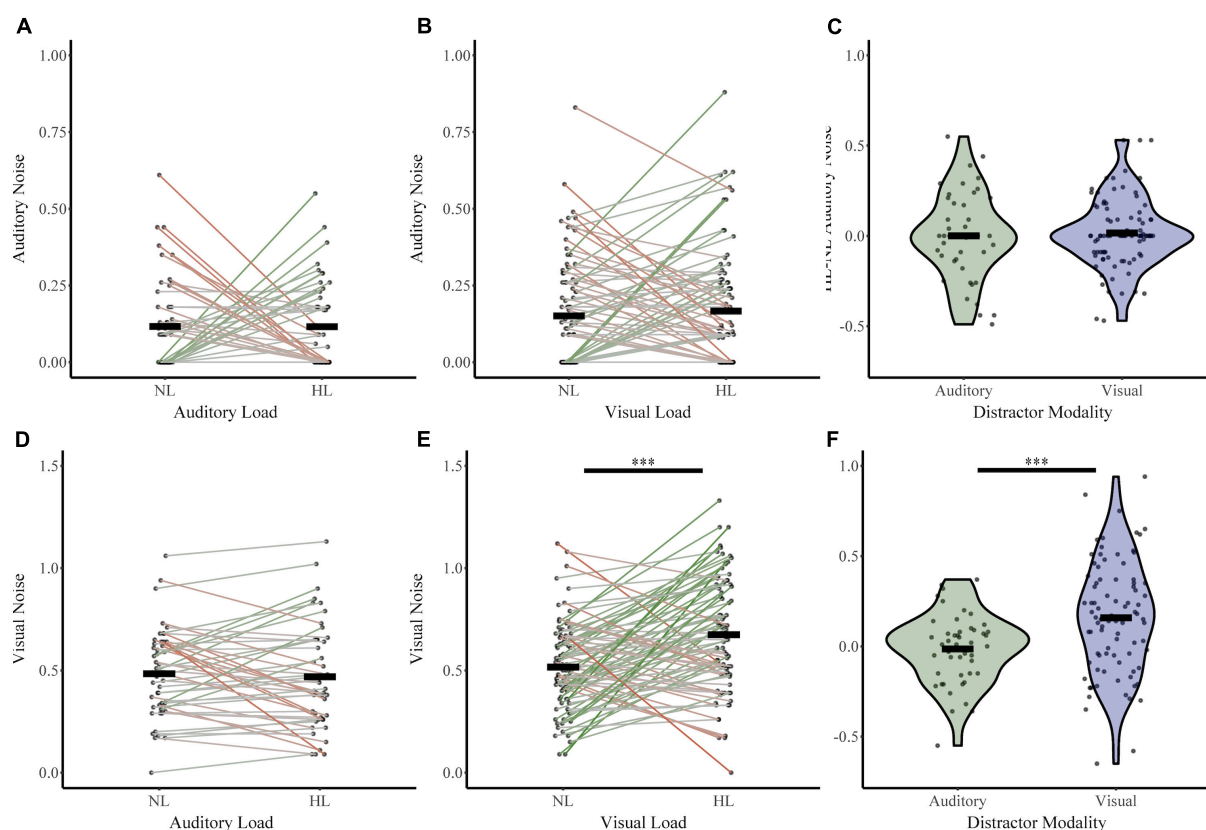 A
B
C
1.00
0.75
0.50
0.25
0.00
Auditory Noise
NL
HL
Auditory Load
1.00
0.75
0.50
0.25
0.00
Auditory Noise
NL
HL
Visual Load
1.0
0.5
0.0
-0.5
HL-NL Auditory Noise
Auditory
Visual
Distractor Modality
D
E
F
1.5
1.0
0.5
0.0
Visual Noise
NL
HL
Auditory Load
***
1.5
1.0
0.5
0.0
Visual Noise
NL
HL
Visual Load
***
1.0
0.5
0.0
-0.5
Auditory
Visual
Distractor Modality